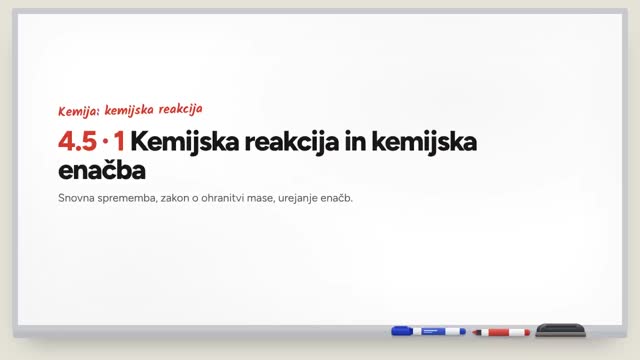 Kemija: kemijska reakcija
4.5 · 1 Kemijska reakcija in kemijska
enačba
Snovna sprememba, zakon o ohranitvi mase, urejanje enačb.